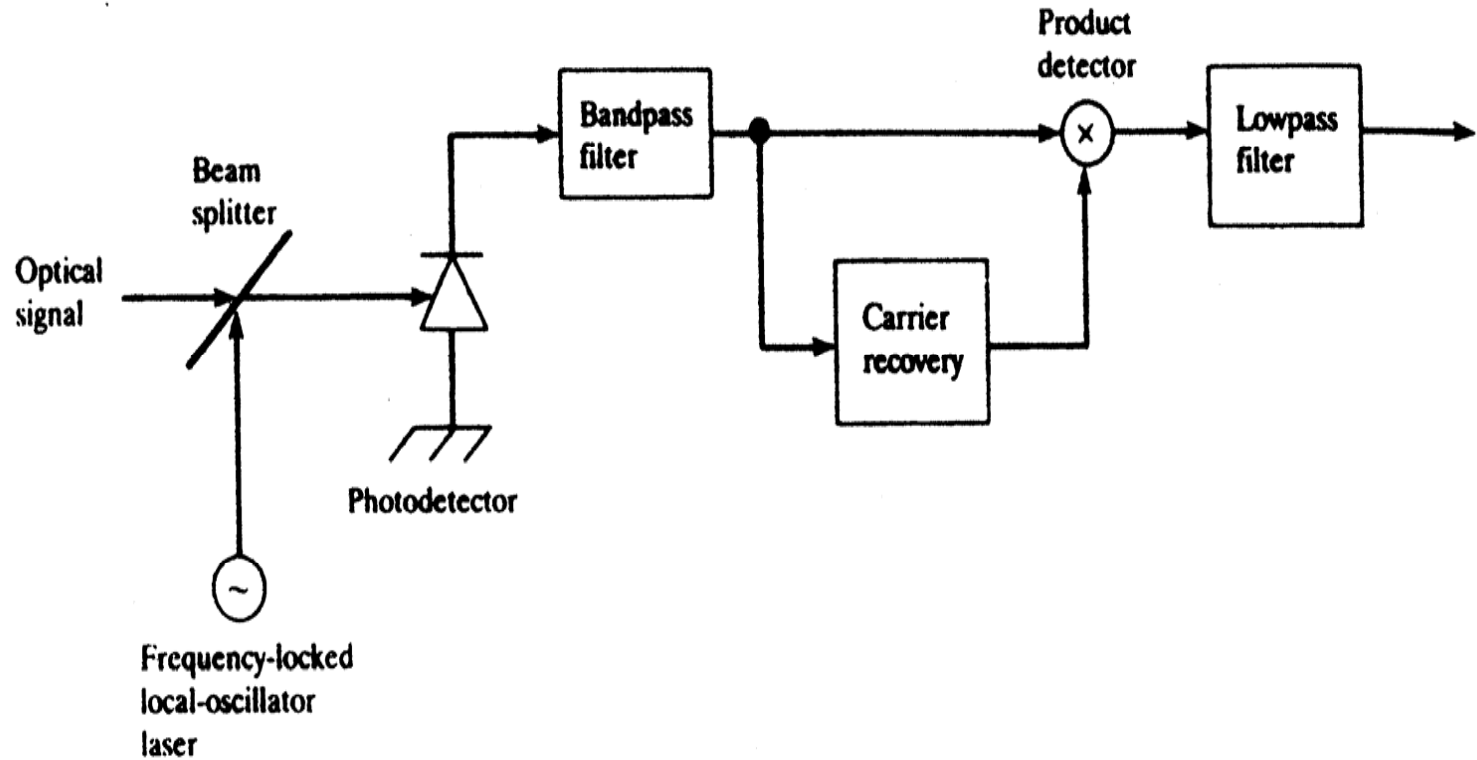 Product
detector
Bandpass
filter
Lowpass
filter
Beam
splitter
×
Optical
signal
Carrier
recovery
Photodetector
~
Frequency-locked
local-oscillator
laser